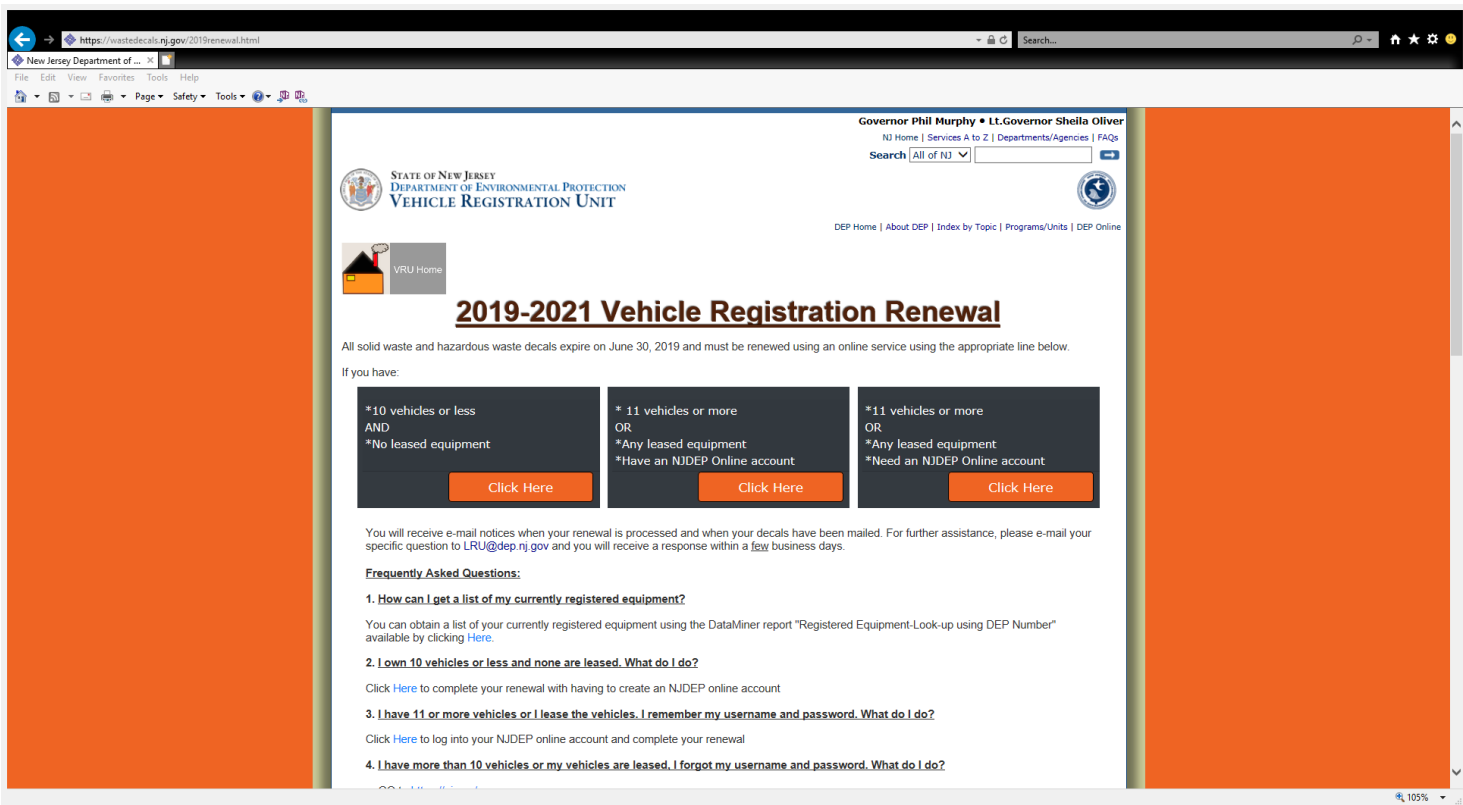 https://wastedecals.nj.gov/2019renewal.html
Search...
New Jersey Department of ...
File Edit View Favorites Tools Help
Page Safety Tools
Governor Phil Murphy • Lt.Governor Sheila Oliver
NJ Home | Services A to Z | Departments/Agencies | FAQs
Search All of NJ
STATE OF NEW JERSEY
DEPARTMENT OF ENVIRONMENTAL PROTECTION
VEHICLE REGISTRATION UNIT
DEP Home | About DEP | Index by Topic | Programs/Units | DEP Online
VRU Home
2019-2021 Vehicle Registration Renewal
All solid waste and hazardous waste decals expire on June 30, 2019 and must be renewed using an online service using the appropriate line below.
If you have:
*10 vehicles or less
AND
*No leased equipment
Click Here
* 11 vehicles or more
OR
*Any leased equipment
*Have an NJDEP Online account
Click Here
*11 vehicles or more
OR
*Any leased equipment
*Need an NJDEP Online account
Click Here
You will receive e-mail notices when your renewal is processed and when your decals have been mailed. For further assistance, please e-mail your
specific question to LRU@dep.nj.gov and you will receive a response within a few business days.
Frequently Asked Questions:
1. How can I get a list of my currently registered equipment?
You can obtain a list of your currently registered equipment using the DataMiner report "Registered Equipment-Look-up using DEP Number"
available by clicking Here.
2. I own 10 vehicles or less and none are leased. What do I do?
Click Here to complete your renewal with having to create an NJDEP online account
3. I have 11 or more vehicles or I lease the vehicles. I remember my username and password. What do I do?
Click Here to log into your NJDEP online account and complete your renewal
4. I have more than 10 vehicles or my vehicles are leased, I forgot my username and password. What do I do?
105%